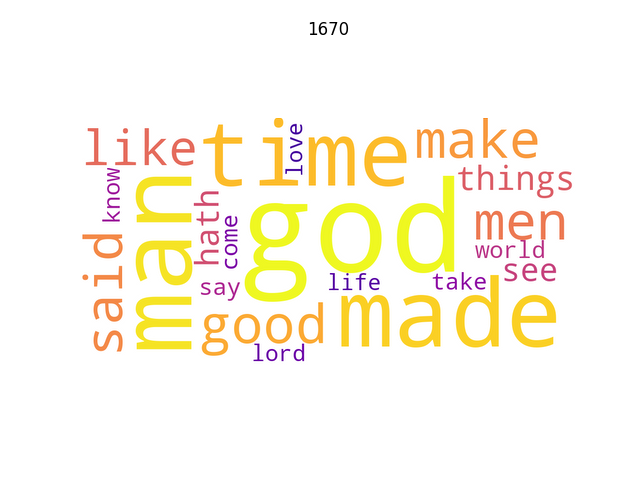 1670
like
time
love
make
know
man
hath
things
god
men
said
come
world
see
say
life
take
made
good
lord